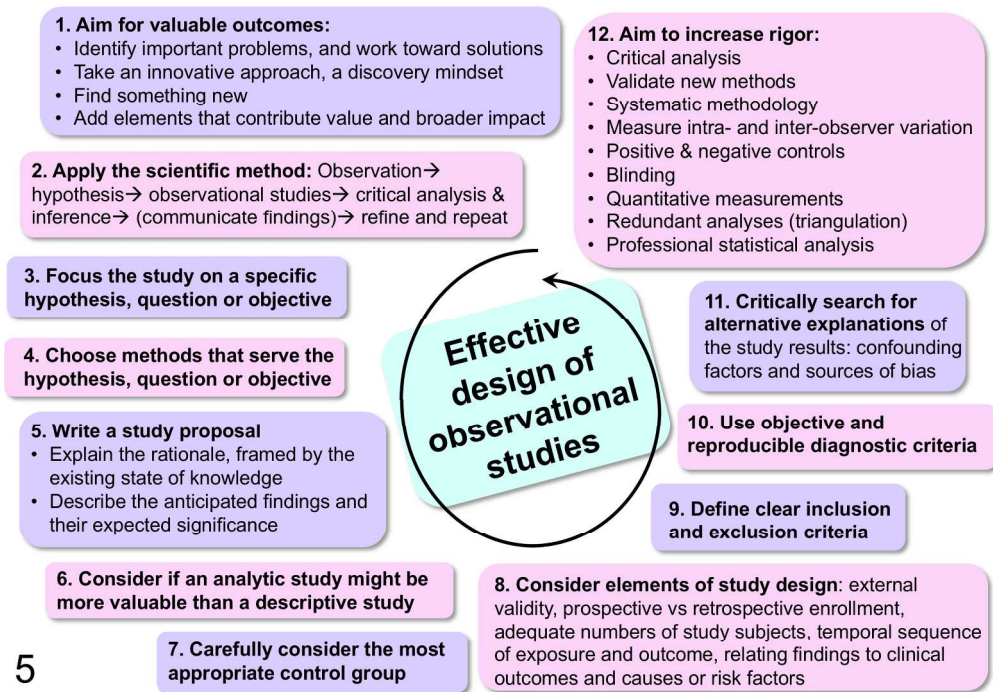 1. Aim for valuable outcomes:
• Identify important problems, and work toward solutions
• Take an innovative approach, a discovery mindset
• Find something new
• Add elements that contribute value and broader impact
2. Apply the scientific method: Observation→
hypothesis→ observational studies→ critical analysis &
inference→ (communicate findings)→ refine and repeat
3. Focus the study on a specific
hypothesis, question or objective
4. Choose methods that serve the
hypothesis, question or objective
5. Write a study proposal
• Explain the rationale, framed by the
existing state of knowledge
• Describe the anticipated findings and
their expected significance
6. Consider if an analytic study might be
more valuable than a descriptive study
7. Carefully consider the most
appropriate control group
8. Consider elements of study design: external
validity, prospective vs retrospective enrollment,
adequate numbers of study subjects, temporal sequence
of exposure and outcome, relating findings to clinical
outcomes and causes or risk factors
9. Define clear inclusion
and exclusion criteria
10. Use objective and
reproducible diagnostic criteria
11. Critically search for
alternative explanations of
the study results: confounding
factors and sources of bias
12. Aim to increase rigor:
• Critical analysis
• Validate new methods
• Systematic methodology
• Measure intra- and inter-observer variation
• Positive & negative controls
• Blinding
• Quantitative measurements
• Redundant analyses (triangulation)
• Professional statistical analysis
Effective
design of
observational
studies
5